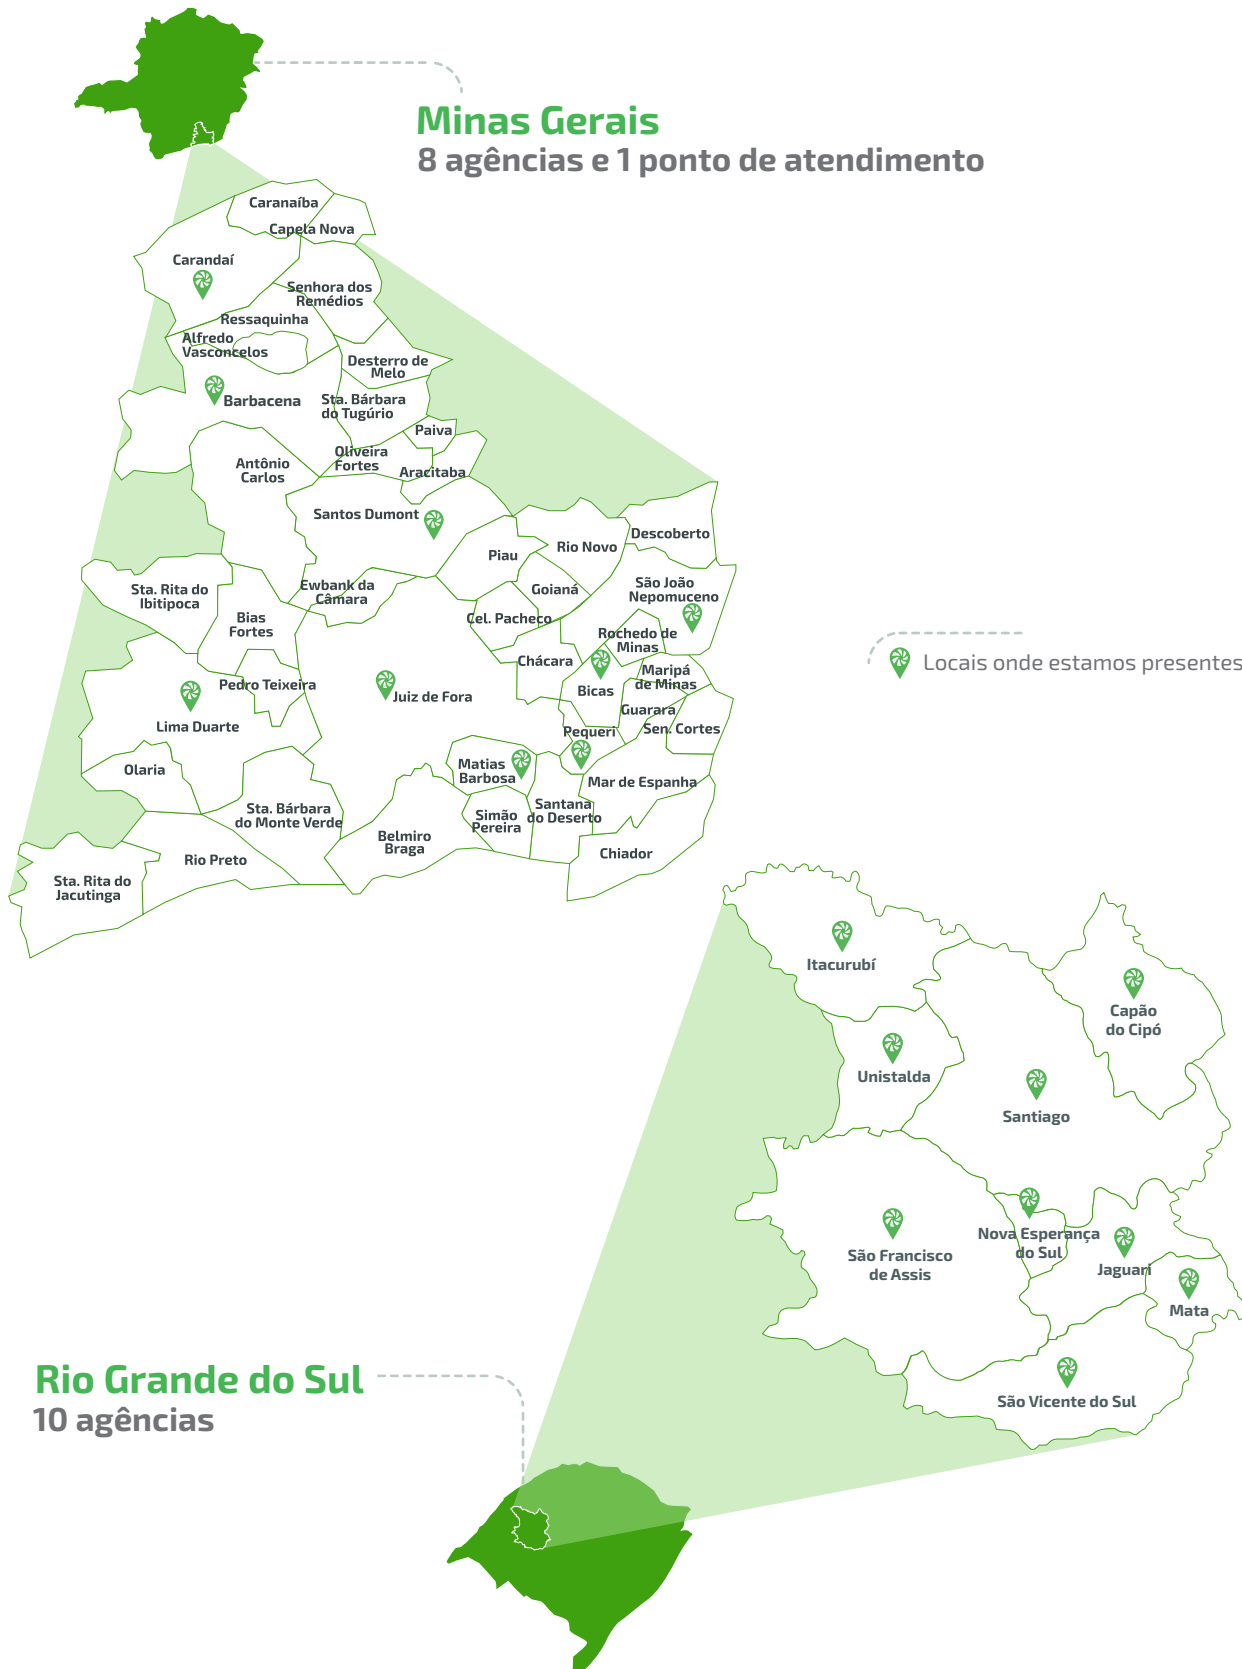 Minas Gerais
8 agências e 1 ponto de atendimento
Caranaíba
Capela Nova
Carandaí
Senhora dos
Remédios
Ressaquinha
Alfredo
Vasconcelos
Desterro de
Melo
Barbacena
Sta. Bárbara
do Tugúrio
Paiva
Oliveira
Fortes
Antônio
Carlos
Aracitaba
Santos Dumont
Descoberto
Rio Novo
Piau
Goianá
São João
Nepomuceno
Ewbank da
Câmara
Sta. Rita do
Ibitipoca
Bias
Fortes
Cel. Pacheco
Rochedo de
Minas
Chácara
Maripá
de Minas
Bicas
Pedro Teixeira
Juiz de Fora
Guarara
Lima Duarte
Pequeri
Sen. Cortes
Olaria
Matias
Barbosa
Mar de Espanha
Santana
do Deserto
Sta. Bárbara
do Monte Verde
Simão
Pereira
Belmiro
Braga
Chiador
Rio Preto
Sta. Rita do
Jacutinga
Locais onde estamos presentes
Itacurubí
Capão
do Cipó
Unistalda
Santiago
Nova Esperança
do Sul
São Francisco
de Assis
Jaguari
Mata
São Vicente do Sul
Rio Grande do Sul
10 agências